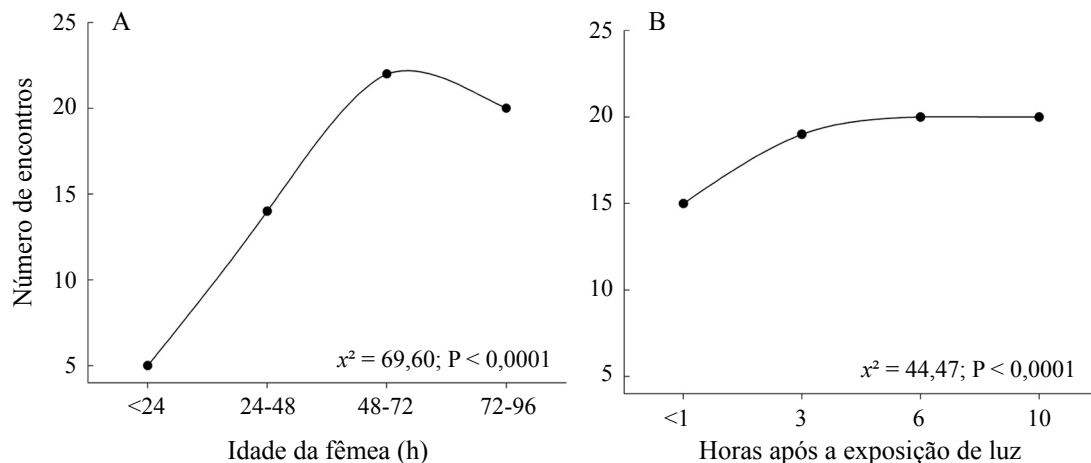 A
Número de encontros
25
20
15
10
5
<24
24-48
48-72
72-96
x² = 69,60; P < 0,0001
Idade da fêmea (h)
B
25
20
15
10
5
<1
3
6
10
x² = 44,47; P < 0,0001
Horas após a exposição de luz